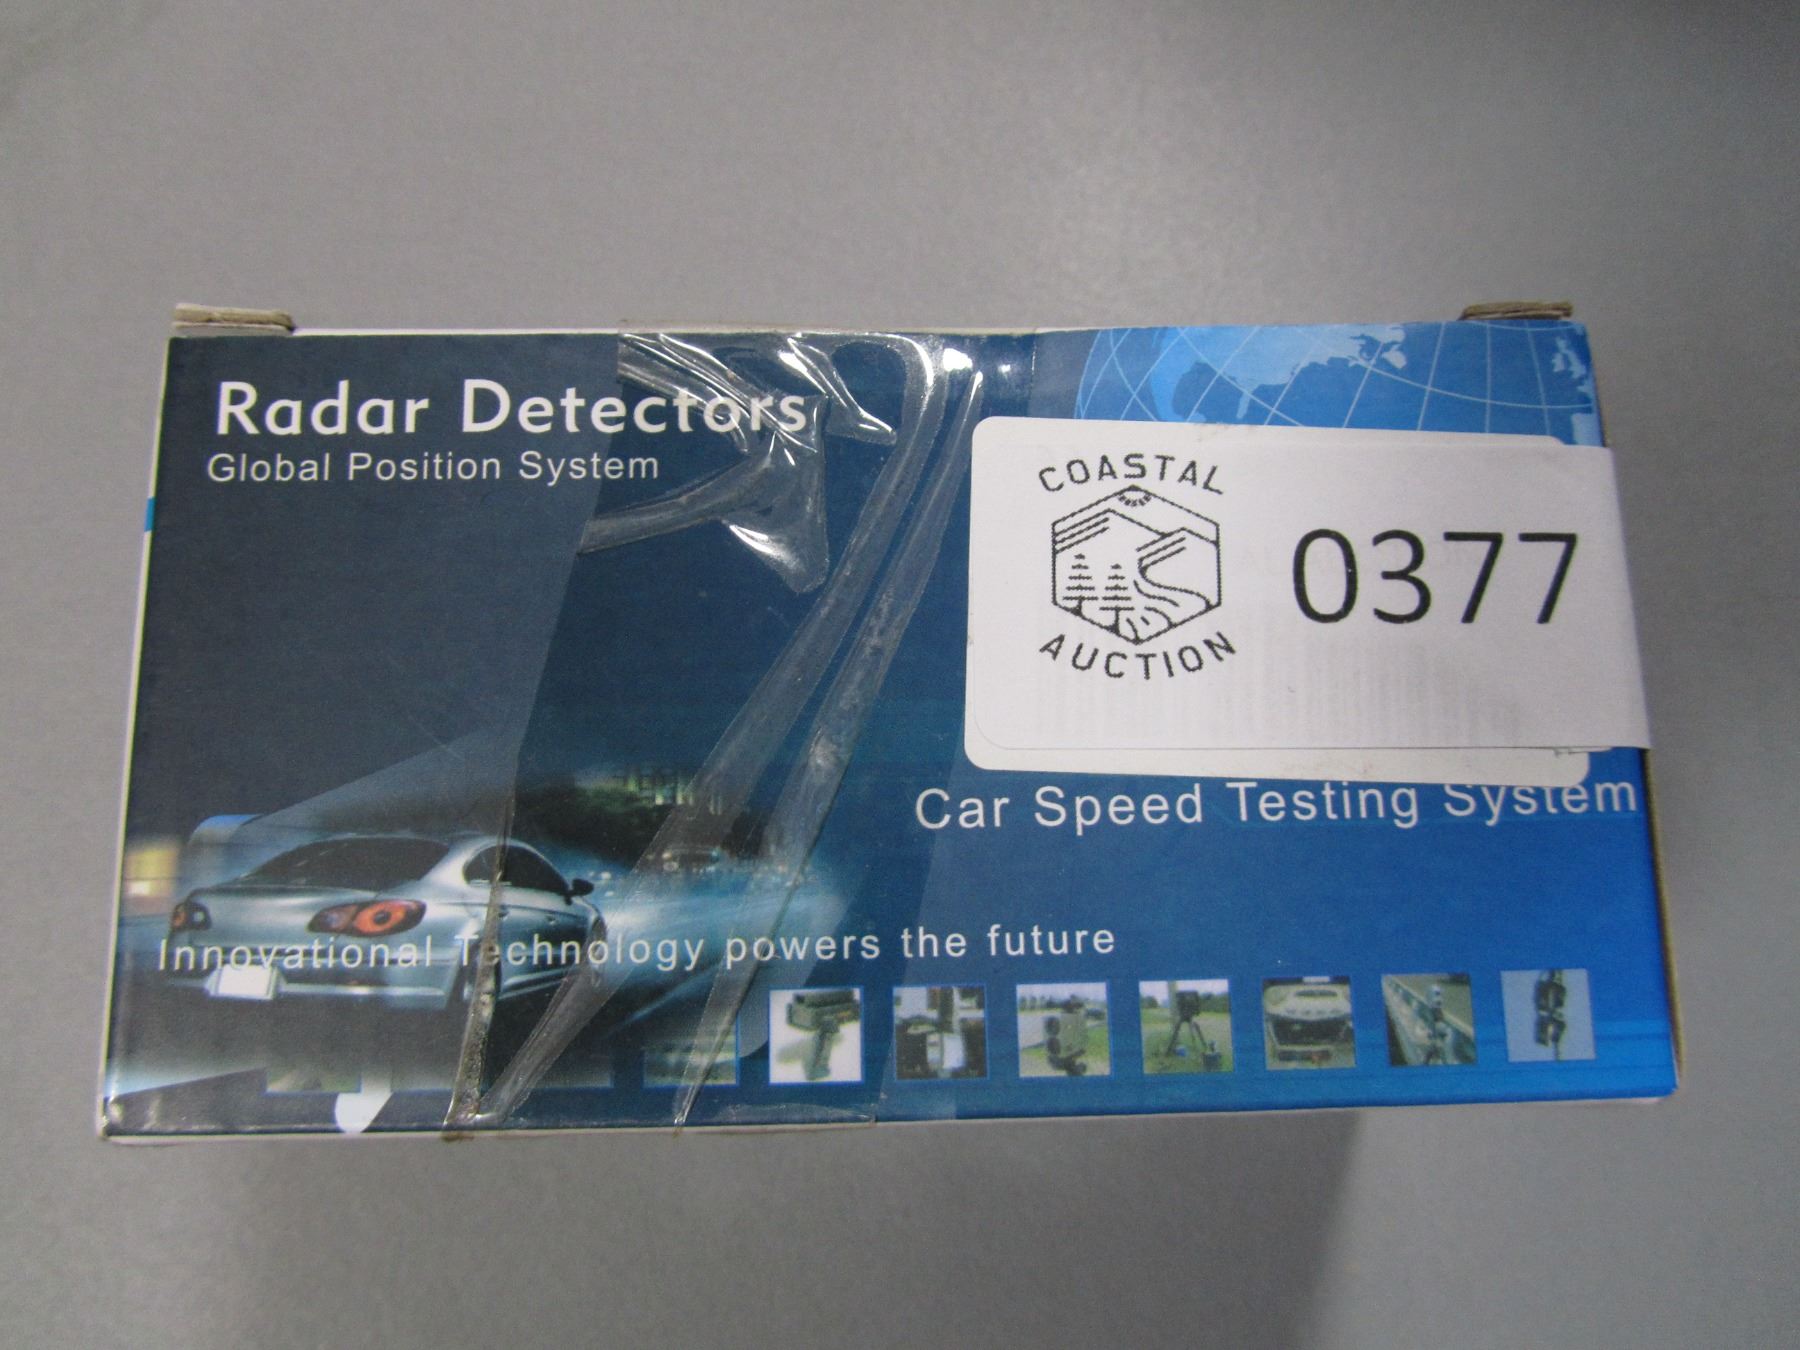 Radar Detectors
Global Position System
COASTAL
AUCTION
0377
Car Speed Testing System
Innovational Technology powers the future